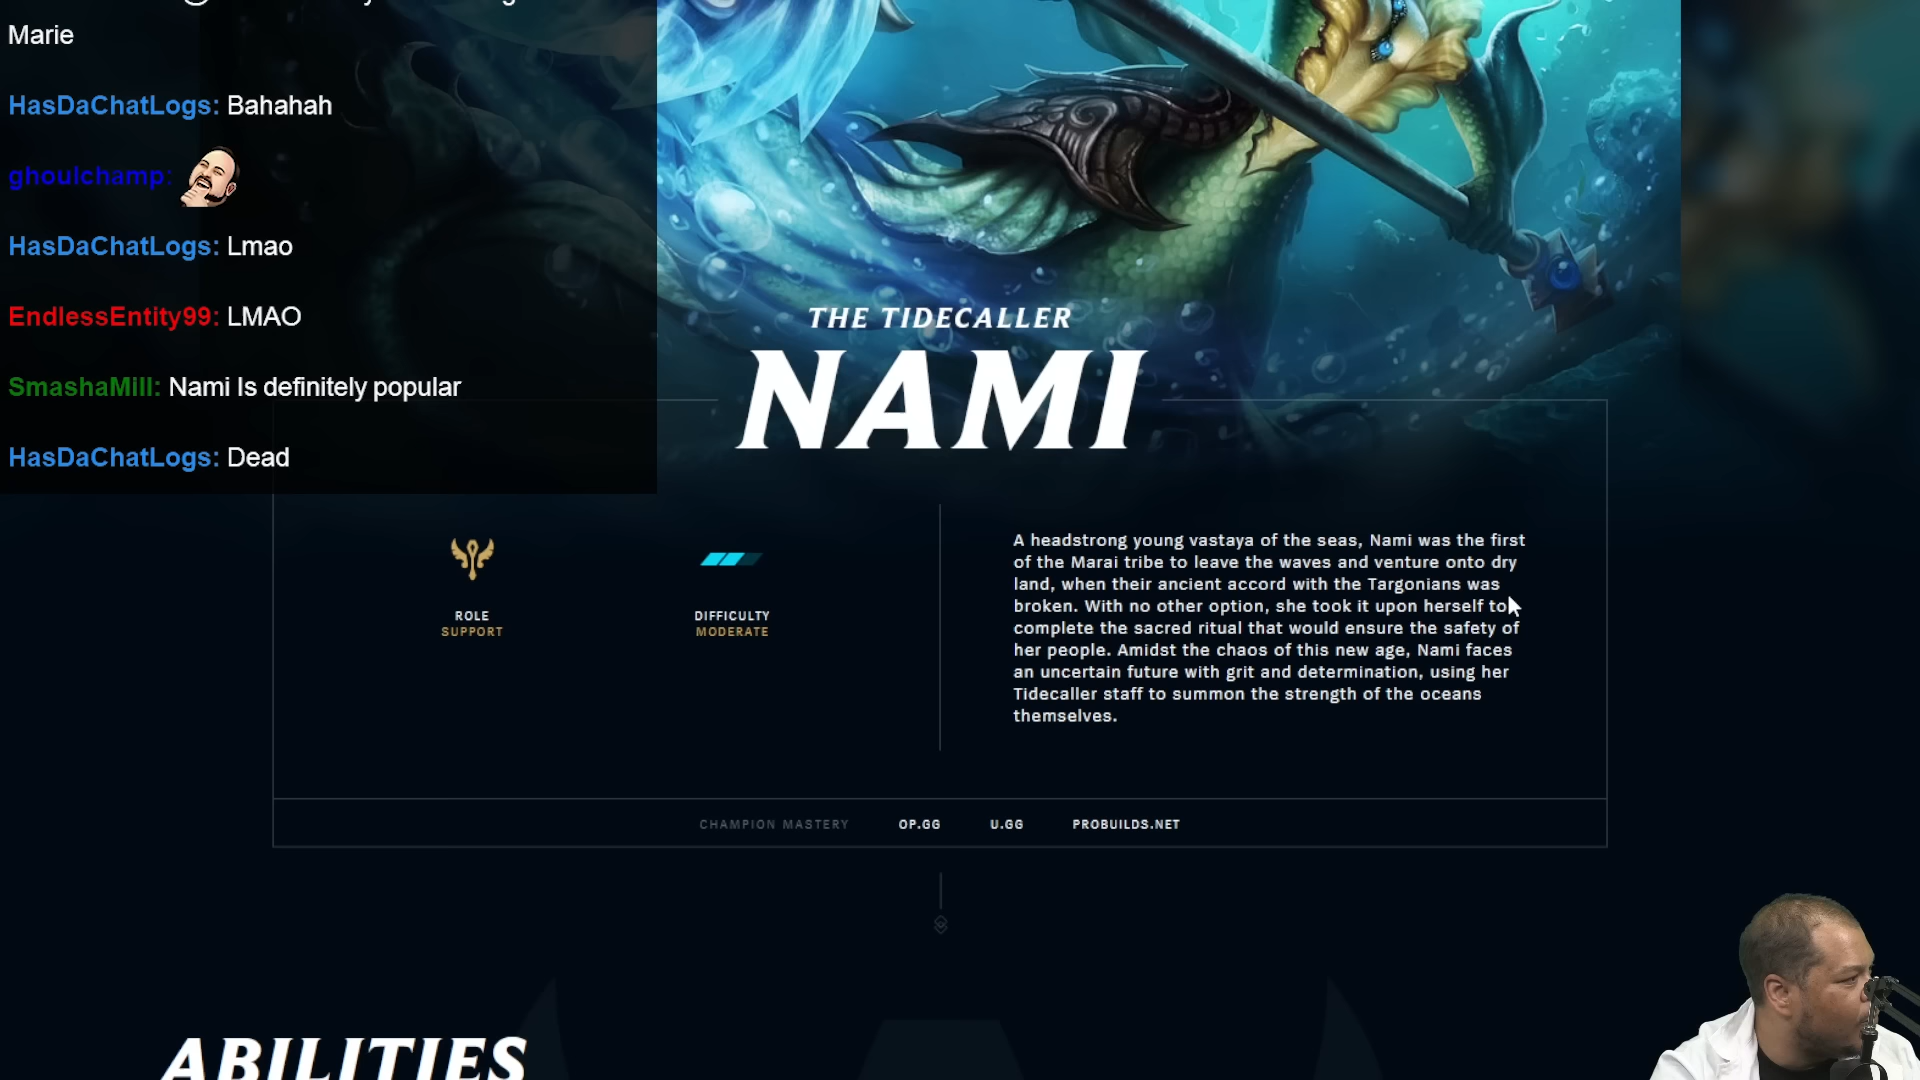 Marie
HasDaChatLogs: Bahahah
ghoulchamp:
HasDaChatLogs: Lmao
EndlessEntity99: LMAO
SmashaMill: Nami Is definitely popular
HasDaChatLogs: Dead
THE TIDECALLER
NAMI
ROLE
SUPPORT
DIFFICULTY
MODERATE
A headstrong young vastaya of the seas, Nami was the first
of the Marai tribe to leave the waves and venture onto dry
land, when their ancient accord with the Targonians was
broken. With no other option, she took it upon herself to
complete the sacred ritual that would ensure the safety of
her people. Amidst the chaos of this new age, Nami faces
an uncertain future with grit and determination, using her
Tidecaller staff to summon the strength of the oceans
themselves.
CHAMPION MASTERY
OP.GG
U.GG
PROBUILDS.NET
ABILITIES